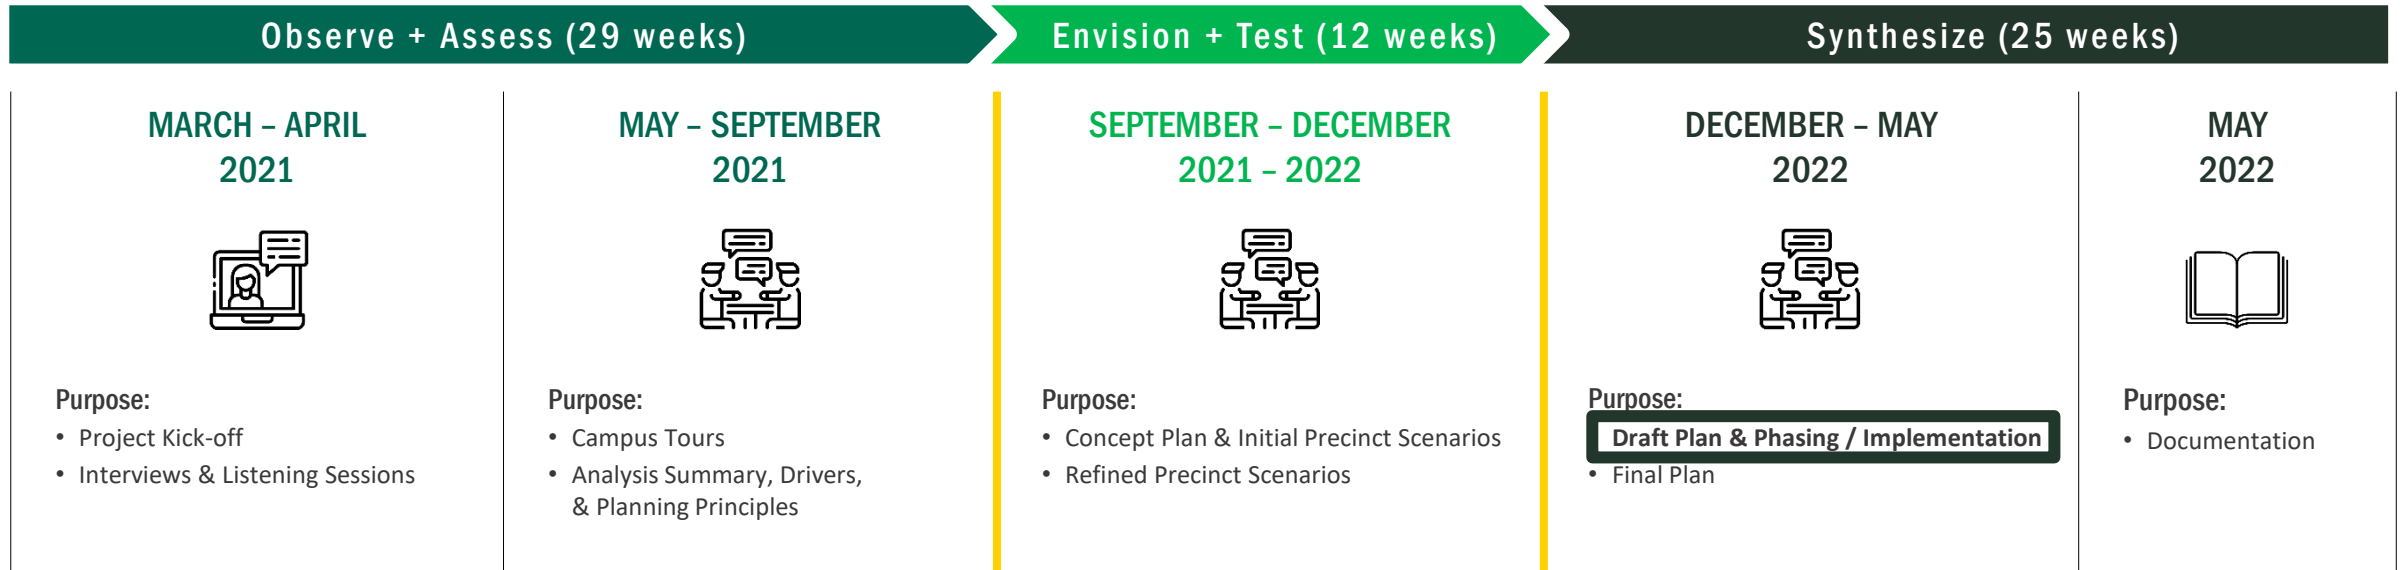 Observe + Assess (29 weeks)
Envision + Test (12 weeks)
Synthesize (25 weeks)
MARCH – APRIL
2021
Purpose:
• Project Kick-off
• Interviews & Listening Sessions
MAY – SEPTEMBER
2021
Purpose:
• Campus Tours
• Analysis Summary, Drivers,
& Planning Principles
SEPTEMBER – DECEMBER
2021 – 2022
Purpose:
• Concept Plan & Initial Precinct Scenarios
• Refined Precinct Scenarios
DECEMBER – MAY
2022
Purpose:
Draft Plan & Phasing / Implementation
• Final Plan
MAY
2022
Purpose:
• Documentation